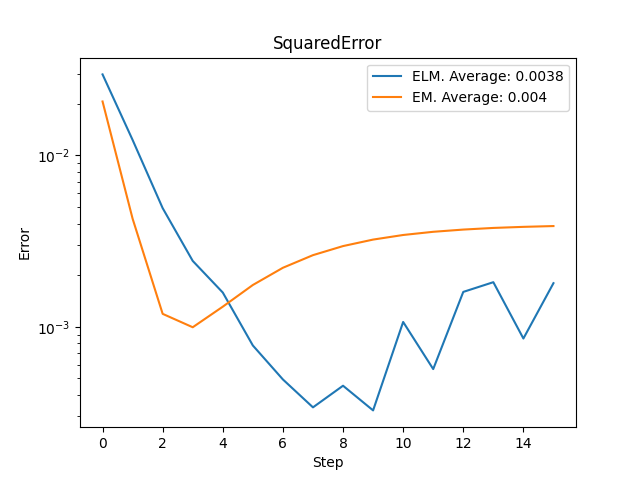 SquaredError
ELM. Average: 0.0038
EM. Average: 0.004
10⁻²
10⁻³
Error
0 2 4 6 8 10 12 14
Step